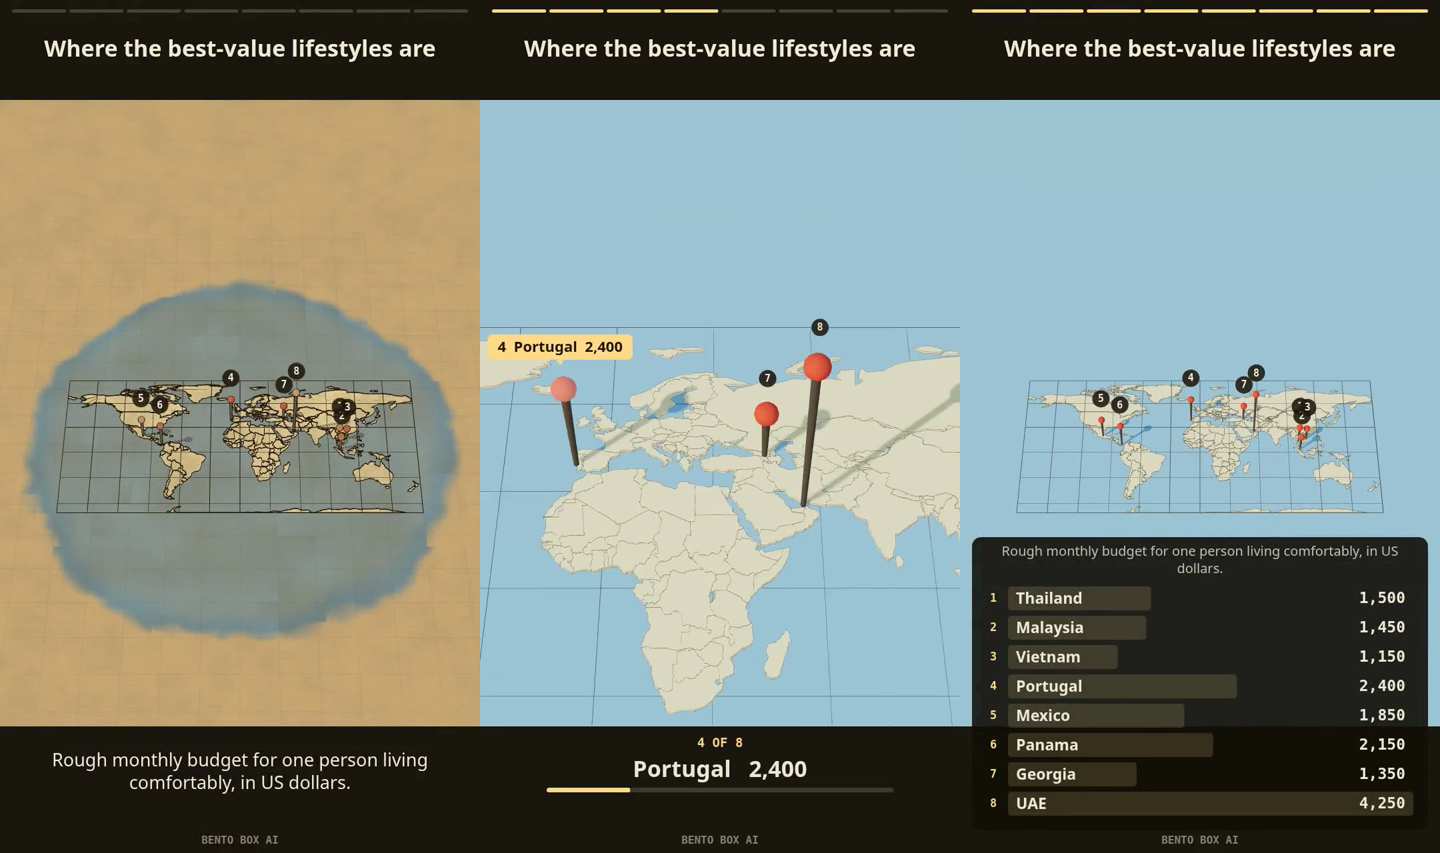 Where the best-value lifestyles are
4
8
7
5
6
3
2
Rough monthly budget for one person living
comfortably, in US dollars.
BENTO BOX AI
Where the best-value lifestyles are
8
4 Portugal 2,400
7
4 OF 8
Portugal 2,400
BENTO BOX AI
Where the best-value lifestyles are
4
8
7
5
6
3
2
Rough monthly budget for one person living comfortably, in US
dollars.
1 Thailand 1,500
2 Malaysia 1,450
3 Vietnam 1,150
4 Portugal 2,400
5 Mexico 1,850
6 Panama 2,150
7 Georgia 1,350
8 UAE 4,250
BENTO BOX AI